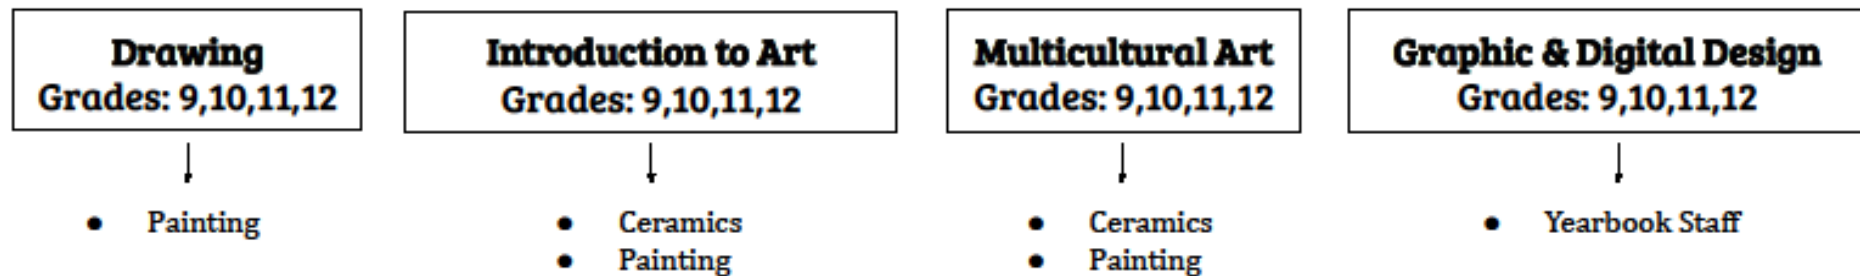 Drawing
Grades: 9,10,11,12
Introduction to Art
Grades: 9,10,11,12
Multicultural Art
Grades: 9,10,11,12
Graphic & Digital Design
Grades: 9,10,11,12
● Painting
● Ceramics
● Painting
● Ceramics
● Painting
● Yearbook Staff